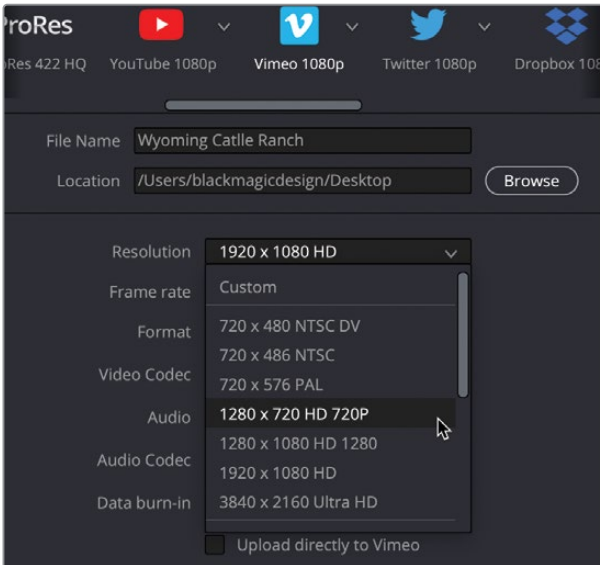 ProRes
Res 422 HQ YouTube 1080p Vimeo 1080p Twitter 1080p Dropbox 108
File Name Wyoming Catlle Ranch
Location /Users/blackmagicdesign/Desktop Browse
Resolution 1920 x 1080 HD
Frame rate Custom
Format 720 x 480 NTSC DV
720 x 486 NTSC
Video Codec 720 x 576 PAL
Audio 1280 x 720 HD 720P
1280 x 1080 HD 1280
Audio Codec 1920 x 1080 HD
Data burn-in 3840 x 2160 Ultra HD
Upload directly to Vimeo